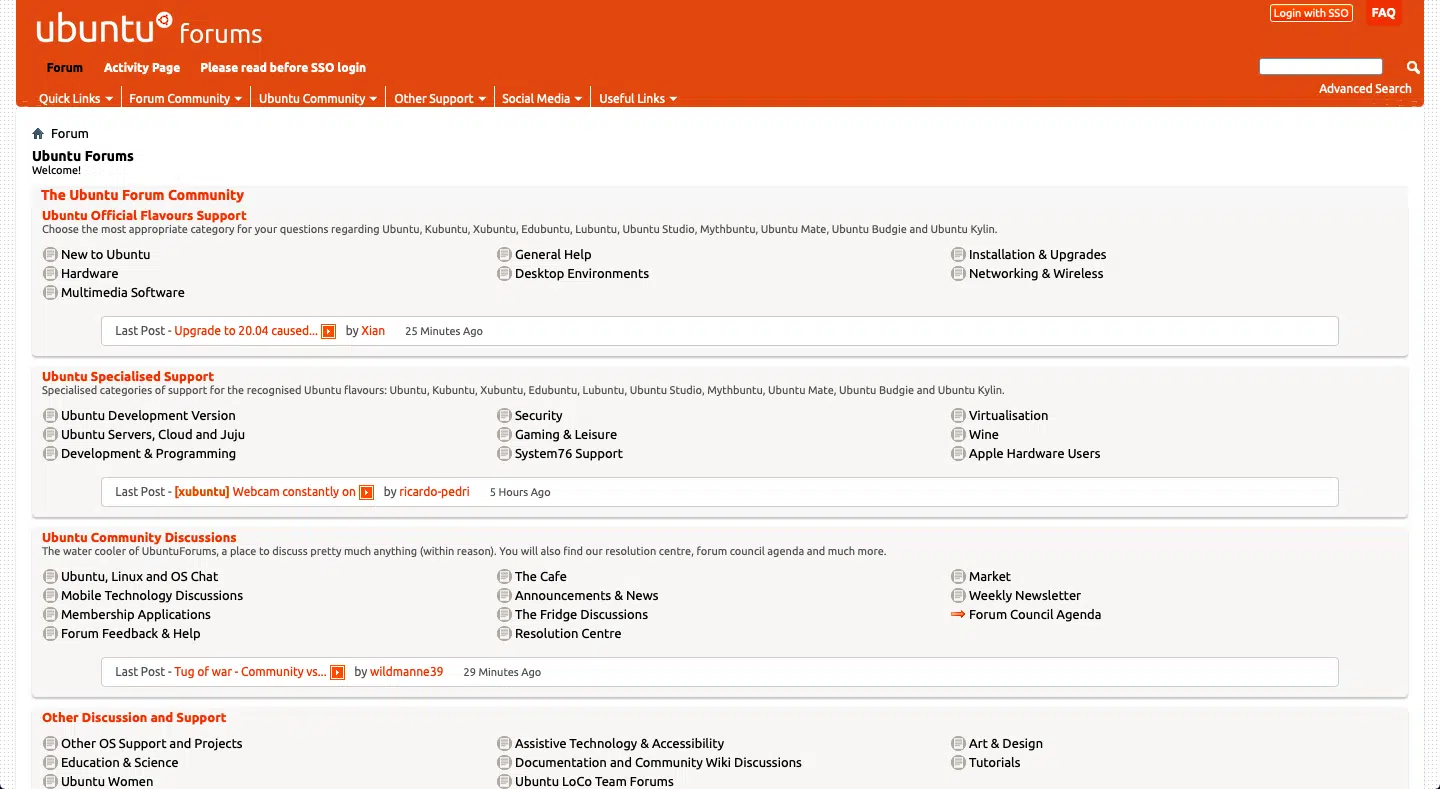 ubuntu forums
Login with SSO FAQ
Forum Activity Page Please read before SSO login
Advanced Search
Quick Links Forum Community Ubuntu Community Other Support Social Media Useful Links
Forum
Ubuntu Forums
Welcome!
The Ubuntu Forum Community
Ubuntu Official Flavours Support
Choose the most appropriate category for your questions regarding Ubuntu, Kubuntu, Xubuntu, Edubuntu, Lubuntu, Ubuntu Studio, Mythbuntu, Ubuntu Mate, Ubuntu Budgie and Ubuntu Kylin.
New to Ubuntu General Help Installation & Upgrades
Hardware Desktop Environments Networking & Wireless
Multimedia Software
Last Post - Upgrade to 20.04 caused... by Xian 25 Minutes Ago
Ubuntu Specialised Support
Specialised categories of support for the recognised Ubuntu flavours: Ubuntu, Kubuntu, Xubuntu, Edubuntu, Lubuntu, Ubuntu Studio, Mythbuntu, Ubuntu Mate, Ubuntu Budgie and Ubuntu Kylin.
Ubuntu Development Version Security Virtualisation
Ubuntu Servers, Cloud and Juju Gaming & Leisure Wine
Development & Programming System76 Support Apple Hardware Users
Last Post - [xubuntu] Webcam constantly on by ricardo-pedri 5 Hours Ago
Ubuntu Community Discussions
The water cooler of UbuntuForums, a place to discuss pretty much anything (within reason). You will also find our resolution centre, forum council agenda and much more.
Ubuntu, Linux and OS Chat The Cafe Market
Mobile Technology Discussions Announcements & News Weekly Newsletter
Membership Applications The Fridge Discussions Forum Council Agenda
Forum Feedback & Help Resolution Centre
Last Post - Tug of war - Community vs... by wildmanne39 29 Minutes Ago
Other Discussion and Support
Other OS Support and Projects Assistive Technology & Accessibility Art & Design
Education & Science Documentation and Community Wiki Discussions Tutorials
Ubuntu Women Ubuntu LoCo Team Forums